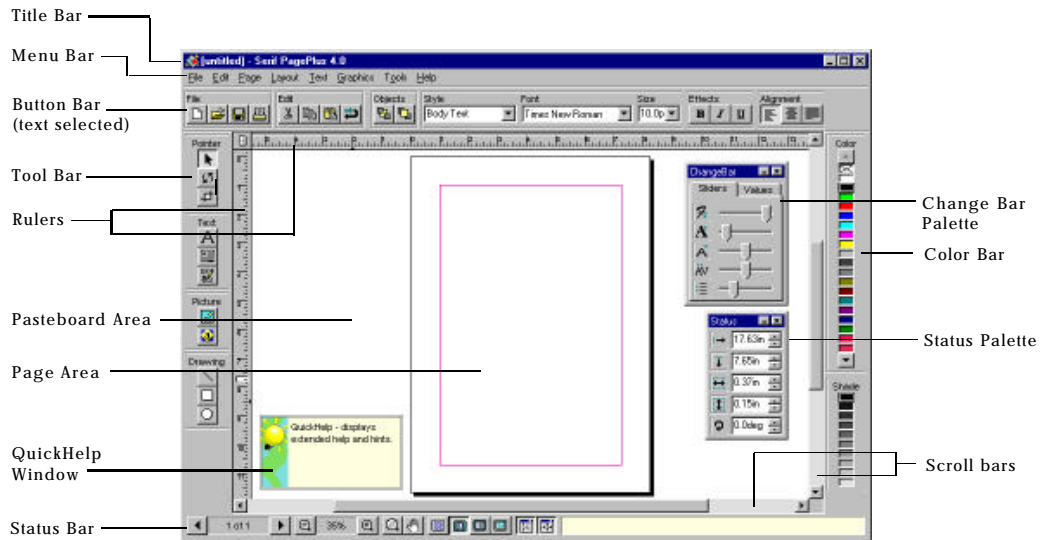 Title Bar
Menu Bar
Button Bar
(text selected)
Tool Bar
Rulers
Pasteboard Area
Page Area
QuickHelp
Window
Status Bar
[untitled] - Serif PagePlus 4.0
File Edit Page Layout Text Graphics Tools Help
File Edit Objects Style Font Size Effects Alignment
Body Text Times New Roman 10.0p B I U
Pointer
Text
A
Picture
Drawing
ChangeBar
Sliders Values
A
A
AV
Status
17.63in
7.65in
0.37in
0.15in
0.0deg
Color
Shade
QuickHelp - displays
extended help and hints.
1 of 1 35%
Change Bar
Palette
Color Bar
Status Palette
Scroll bars